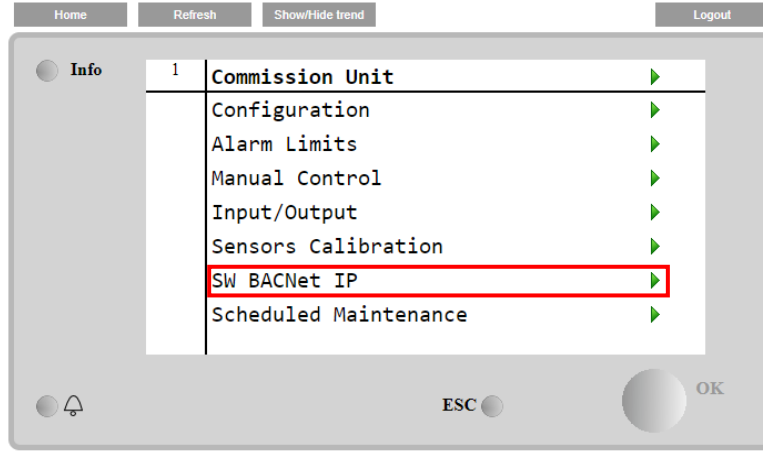 Home Refresh Show/Hide trend Logout
Info 1 Commission Unit
Configuration
Alarm Limits
Manual Control
Input/Output
Sensors Calibration
SW BACNet IP
Scheduled Maintenance
ESC OK